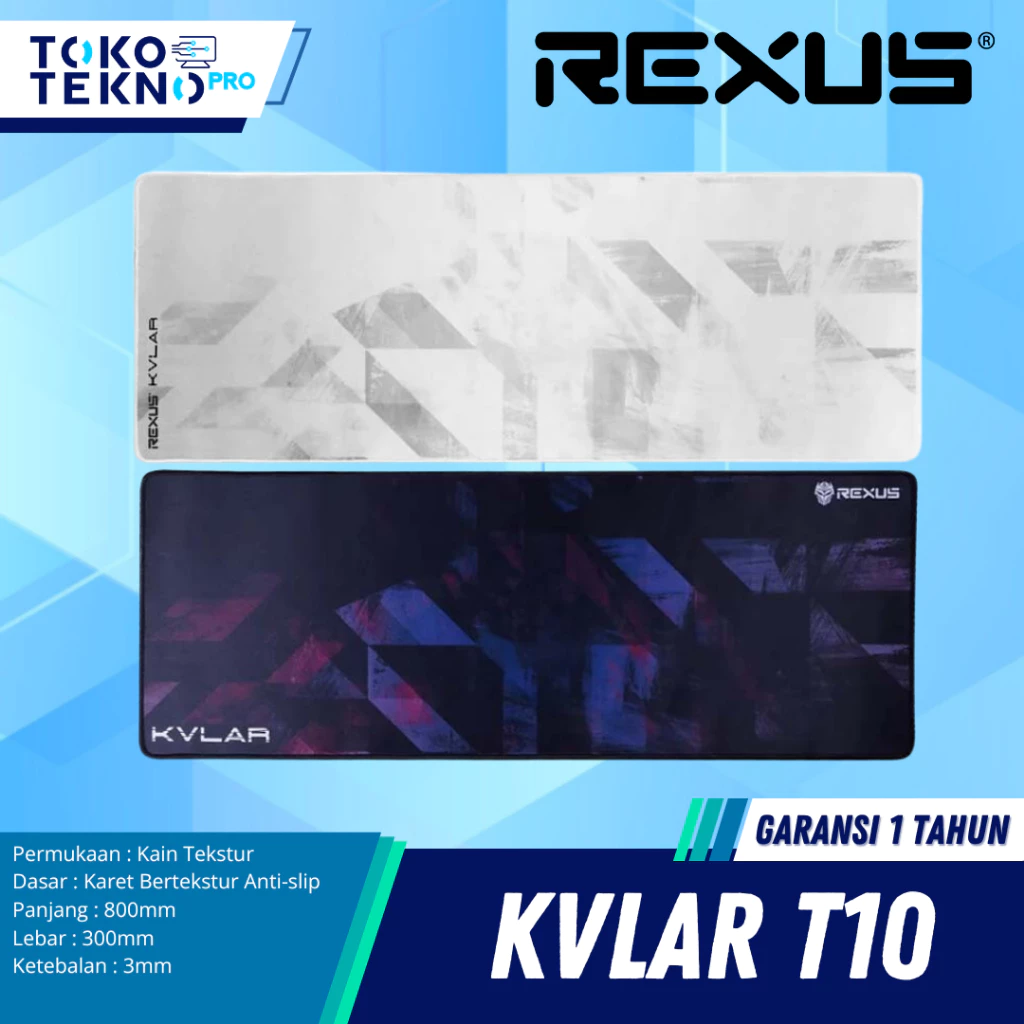 TOKO
TEKNO PRO
REXUS®
REXUS® KVLAR
REXUS
KVLAR
GARANSI 1 TAHUN
Permukaan : Kain Tekstur
Dasar : Karet Bertekstur Anti-slip
Panjang : 800mm
Lebar : 300mm
Ketebalan : 3mm
KVLAR T10